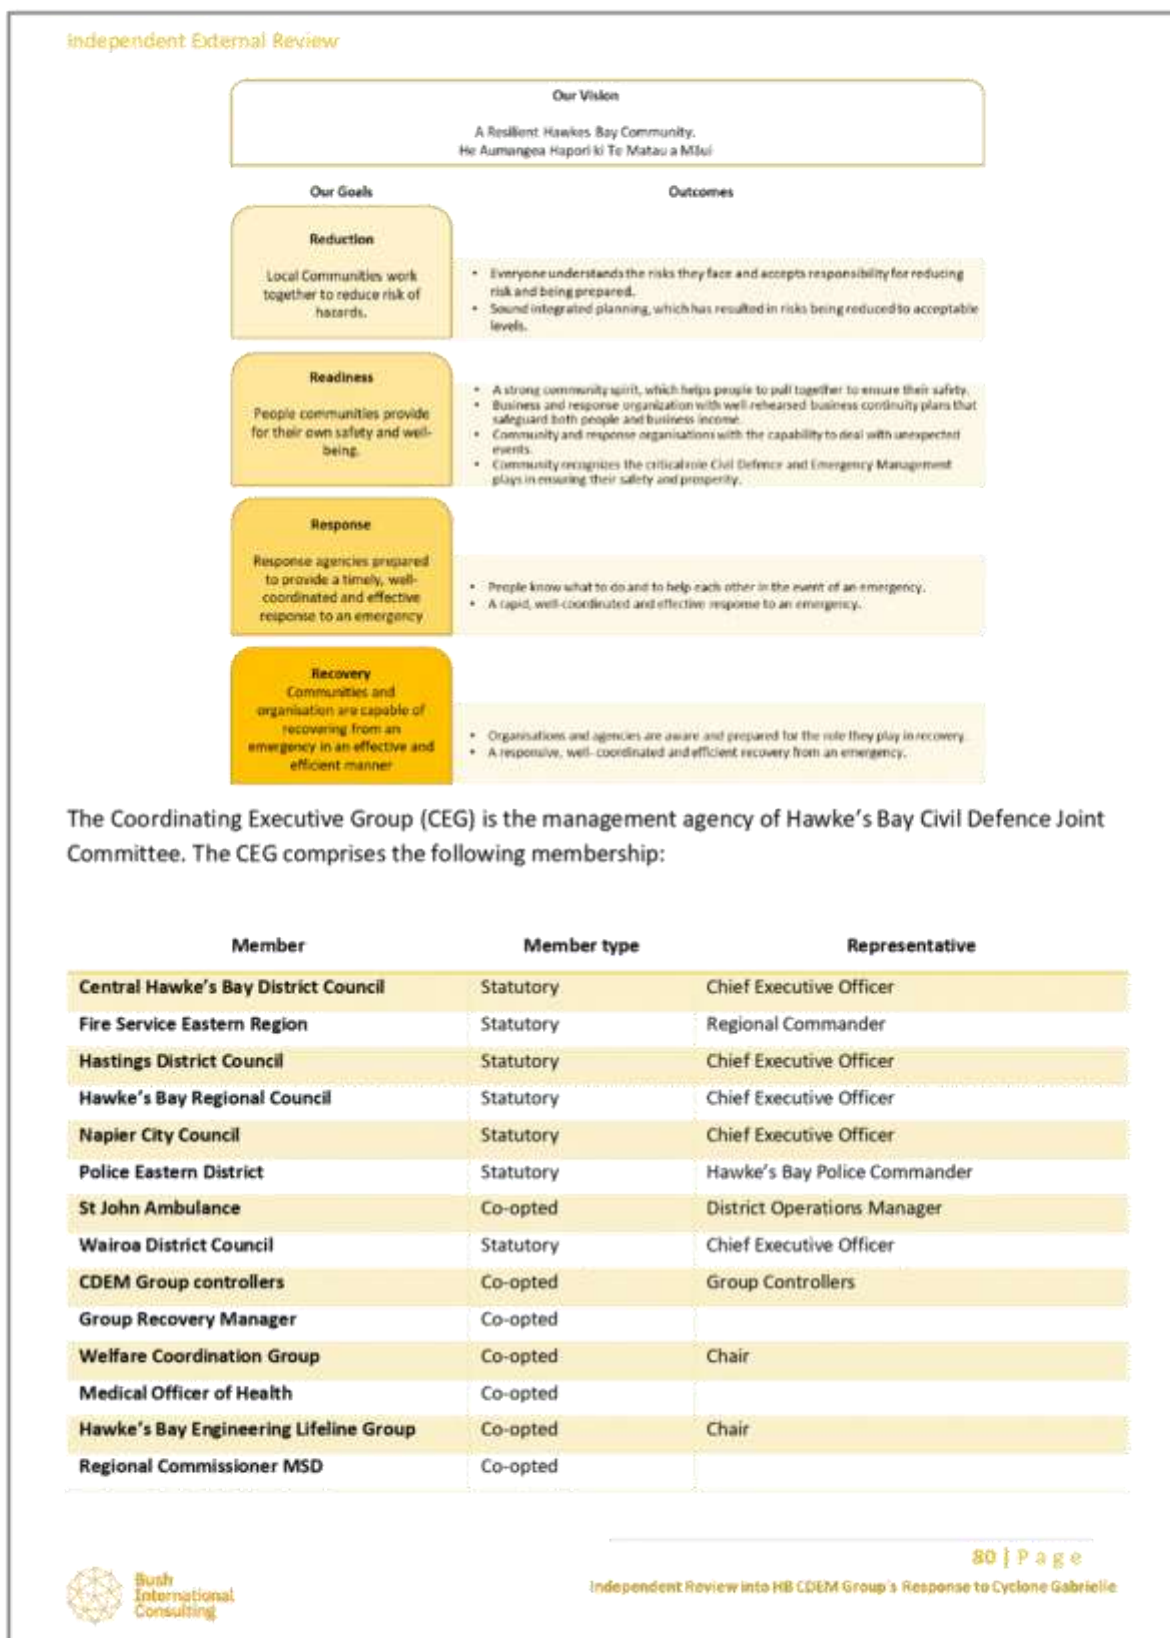 Independent External Review
Our Vision
A Resilient Hawkes Bay Community.
He Aumangea Hapori ki Te Matau a Māui
Our Goals
Outcomes
Reduction
Local Communities work
together to reduce risk of
hazards.
• Everyone understands the risks they face and accepts responsibility for reducing
risk and being prepared.
• Sound integrated planning, which has resulted in risks being reduced to acceptable
levels.
Readiness
People communities provide
for their own safety and well-
being.
• A strong community spirit, which helps people to pull together to ensure their safety.
• Business and response organization with well-rehearsed business continuity plans that
safeguard both people and business income.
• Community and response organisations with the capability to deal with unexpected
events.
• Community recognizes the critical role Civil Defence and Emergency Management
plays in ensuring their safety and prosperity.
Response
Response agencies prepared
to provide a timely, well-
coordinated and effective
response to an emergency
• People know what to do and to help each other in the event of an emergency.
• A rapid, well-coordinated and effective response to an emergency.
Recovery
Communities and
organisation are capable of
recovering from an
emergency in an effective and
efficient manner
• Organisations and agencies are aware and prepared for the role they play in recovery.
• A responsive, well- coordinated and efficient recovery from an emergency.
The Coordinating Executive Group (CEG) is the management agency of Hawke's Bay Civil Defence Joint
Committee. The CEG comprises the following membership:
Member Member type Representative
Central Hawke's Bay District Council Statutory Chief Executive Officer
Fire Service Eastern Region Statutory Regional Commander
Hastings District Council Statutory Chief Executive Officer
Hawke's Bay Regional Council Statutory Chief Executive Officer
Napier City Council Statutory Chief Executive Officer
Police Eastern District Statutory Hawke's Bay Police Commander
St John Ambulance Co-opted District Operations Manager
Wairoa District Council Statutory Chief Executive Officer
CDEM Group controllers Co-opted Group Controllers
Group Recovery Manager Co-opted
Welfare Coordination Group Co-opted Chair
Medical Officer of Health Co-opted
Hawke's Bay Engineering Lifeline Group Co-opted Chair
Regional Commissioner MSD Co-opted
80 | Page
Independent Review into HB CDEM Group's Response to Cyclone Gabrielle
Bush
International
Consulting